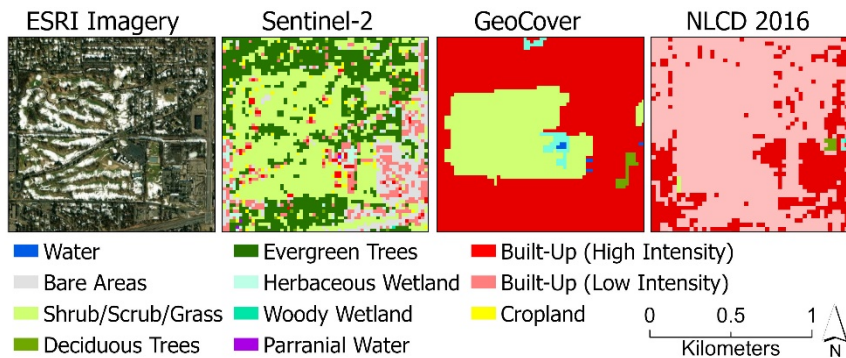 ESRI Imagery Sentinel-2 GeoCover NLCD 2016
Water Evergreen Trees Built-Up (High Intensity)
Bare Areas Herbaceous Wetland Built-Up (Low Intensity)
Shrub/Scrub/Grass Woody Wetland Cropland
Deciduous Trees Parranial Water
0 0.5 1
Kilometers
N